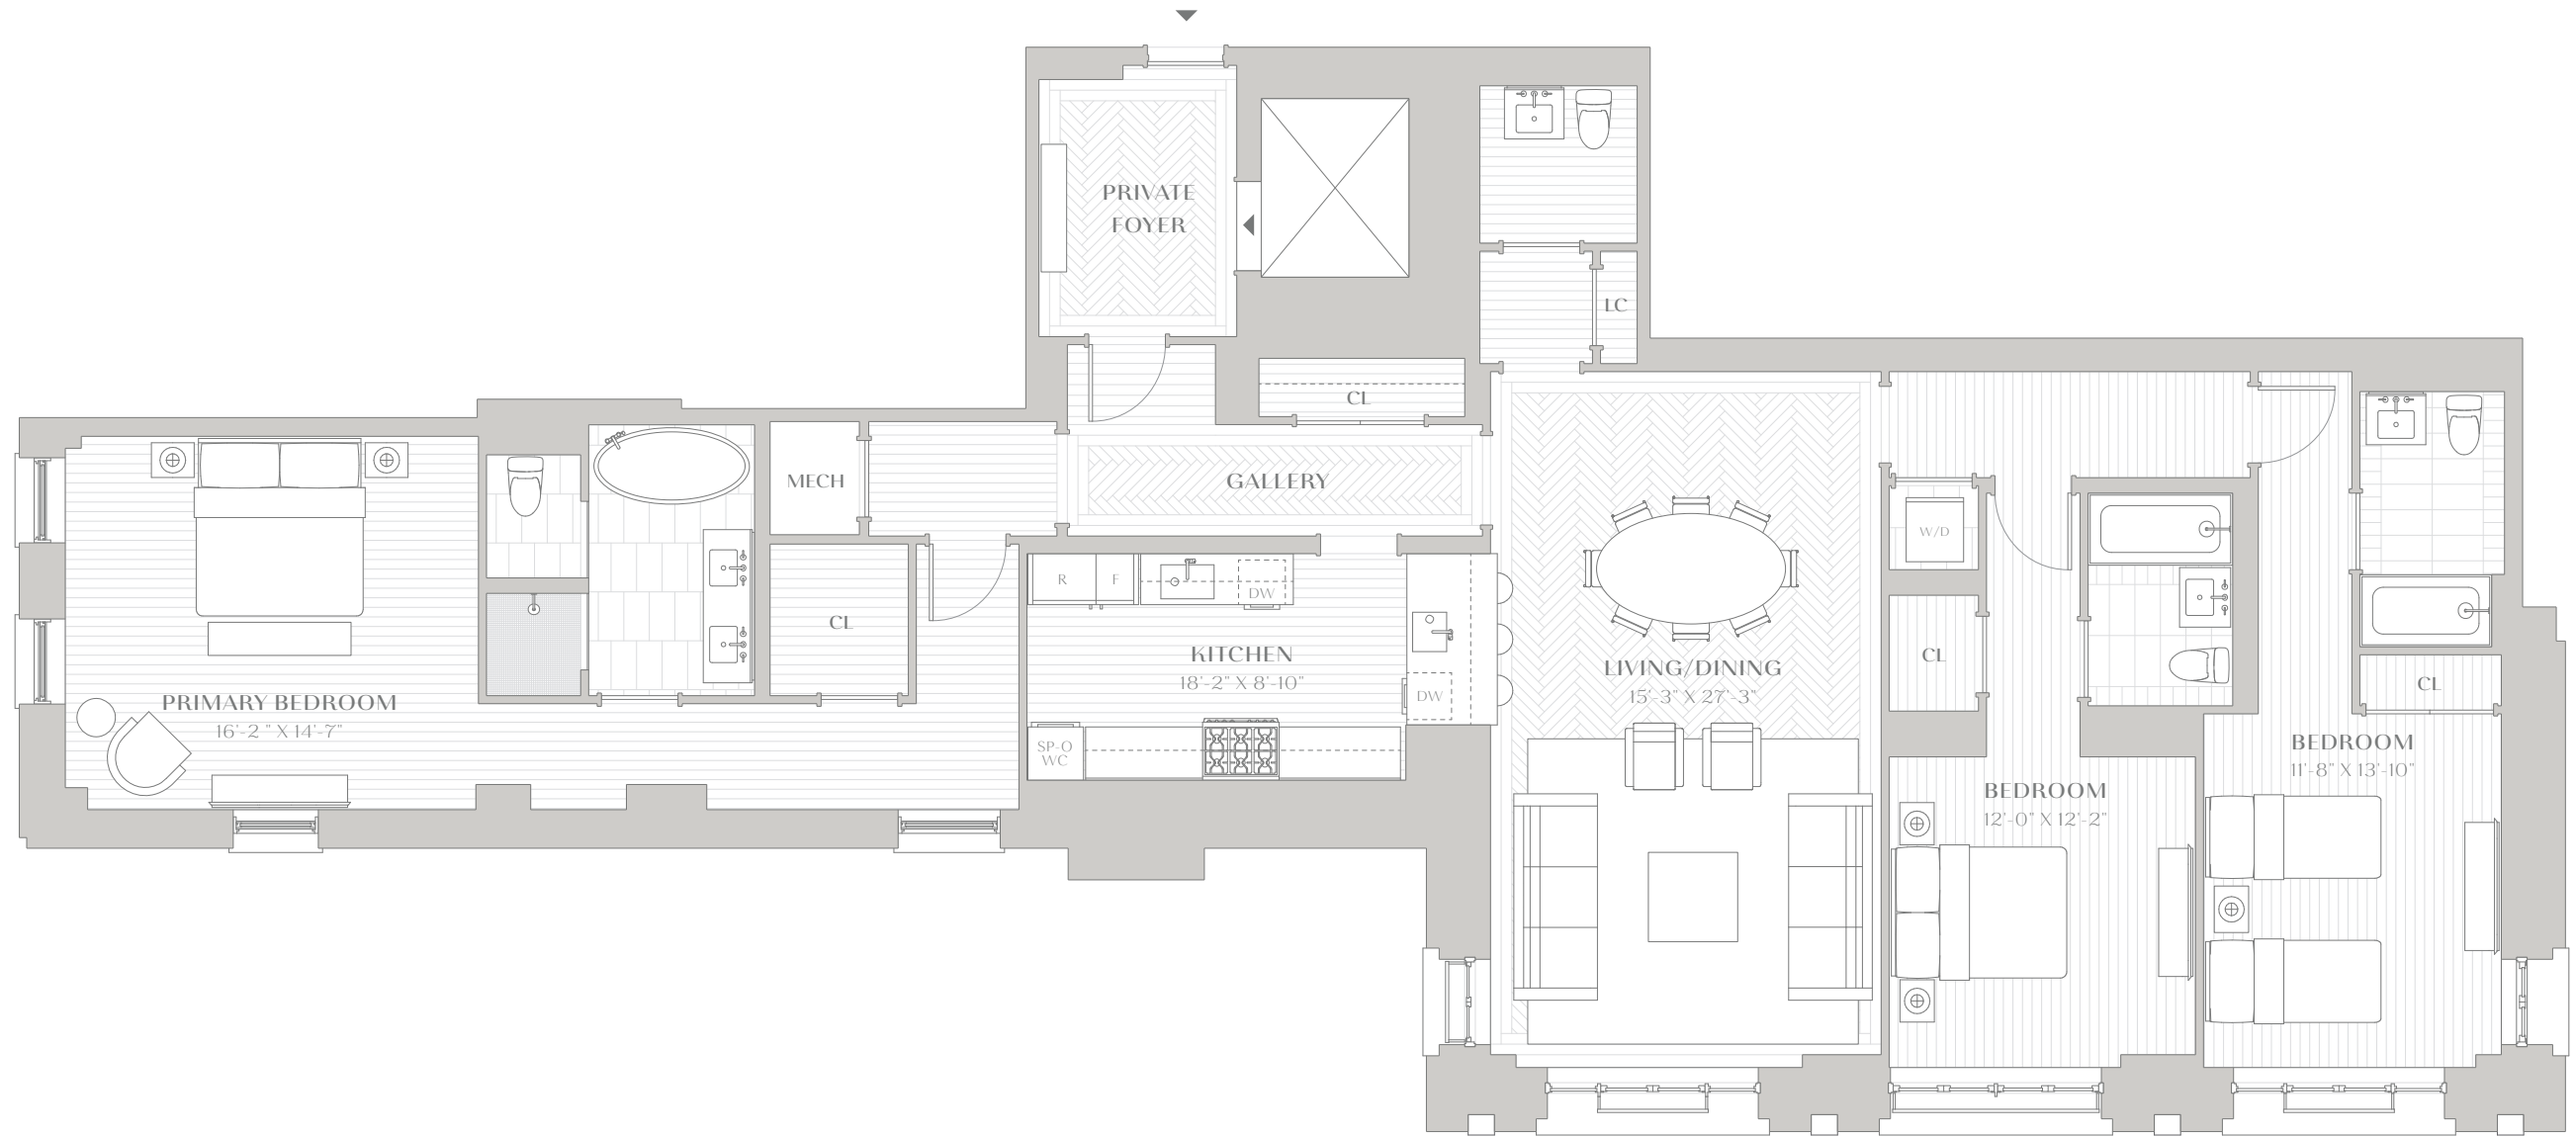 PRIVATE
FOYER
LC
CL
MECH
GALLERY
W/D
R
F
DW
CL
KITCHEN
18'-2" X 8'-10"
DW
SP-O
WC
LIVING/DINING
15'-3" X 27'-3"
CL
CL
PRIMARY BEDROOM
16'-2" X 14'-7"
BEDROOM
11'-8" X 13'-10"
BEDROOM
12'-0" X 12'-2"